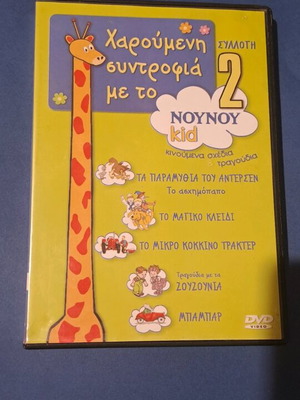 Χαρούμενη
συντροφιά
με το
ΣΥΛΛΟΓΗ
2
ΝΟΥΝΟΥ
kid
κινούμενα σχέδια
τραγούδια
ΤΑ ΠΑΡΑΜΥΘΙΑ ΤΟΥ ΑΝΤΕΡΣΕΝ
Το ασχημόπαπο
ΤΟ ΜΑΓΙΚΟ ΚΛΕΙΔΙ
ΤΟ ΜΙΚΡΟ ΚΟΚΚΙΝΟ ΤΡΑΚΤΕΡ
Τραγούδια με τα
ΖΟΥΖΟΥΝΙΑ
ΜΠΑΜΠΑΡ
DVD
VIDEO